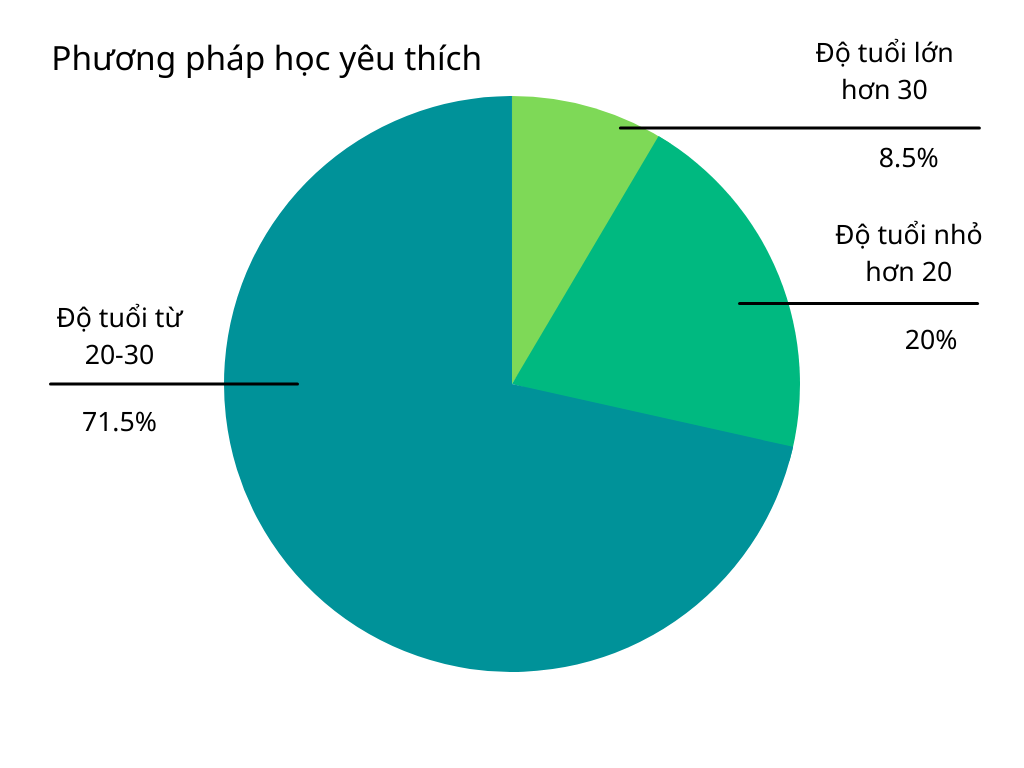 Phương pháp học yêu thích
Độ tuổi lớn
hơn 30
8.5%
Độ tuổi nhỏ
hơn 20
20%
Độ tuổi từ
20-30
71.5%